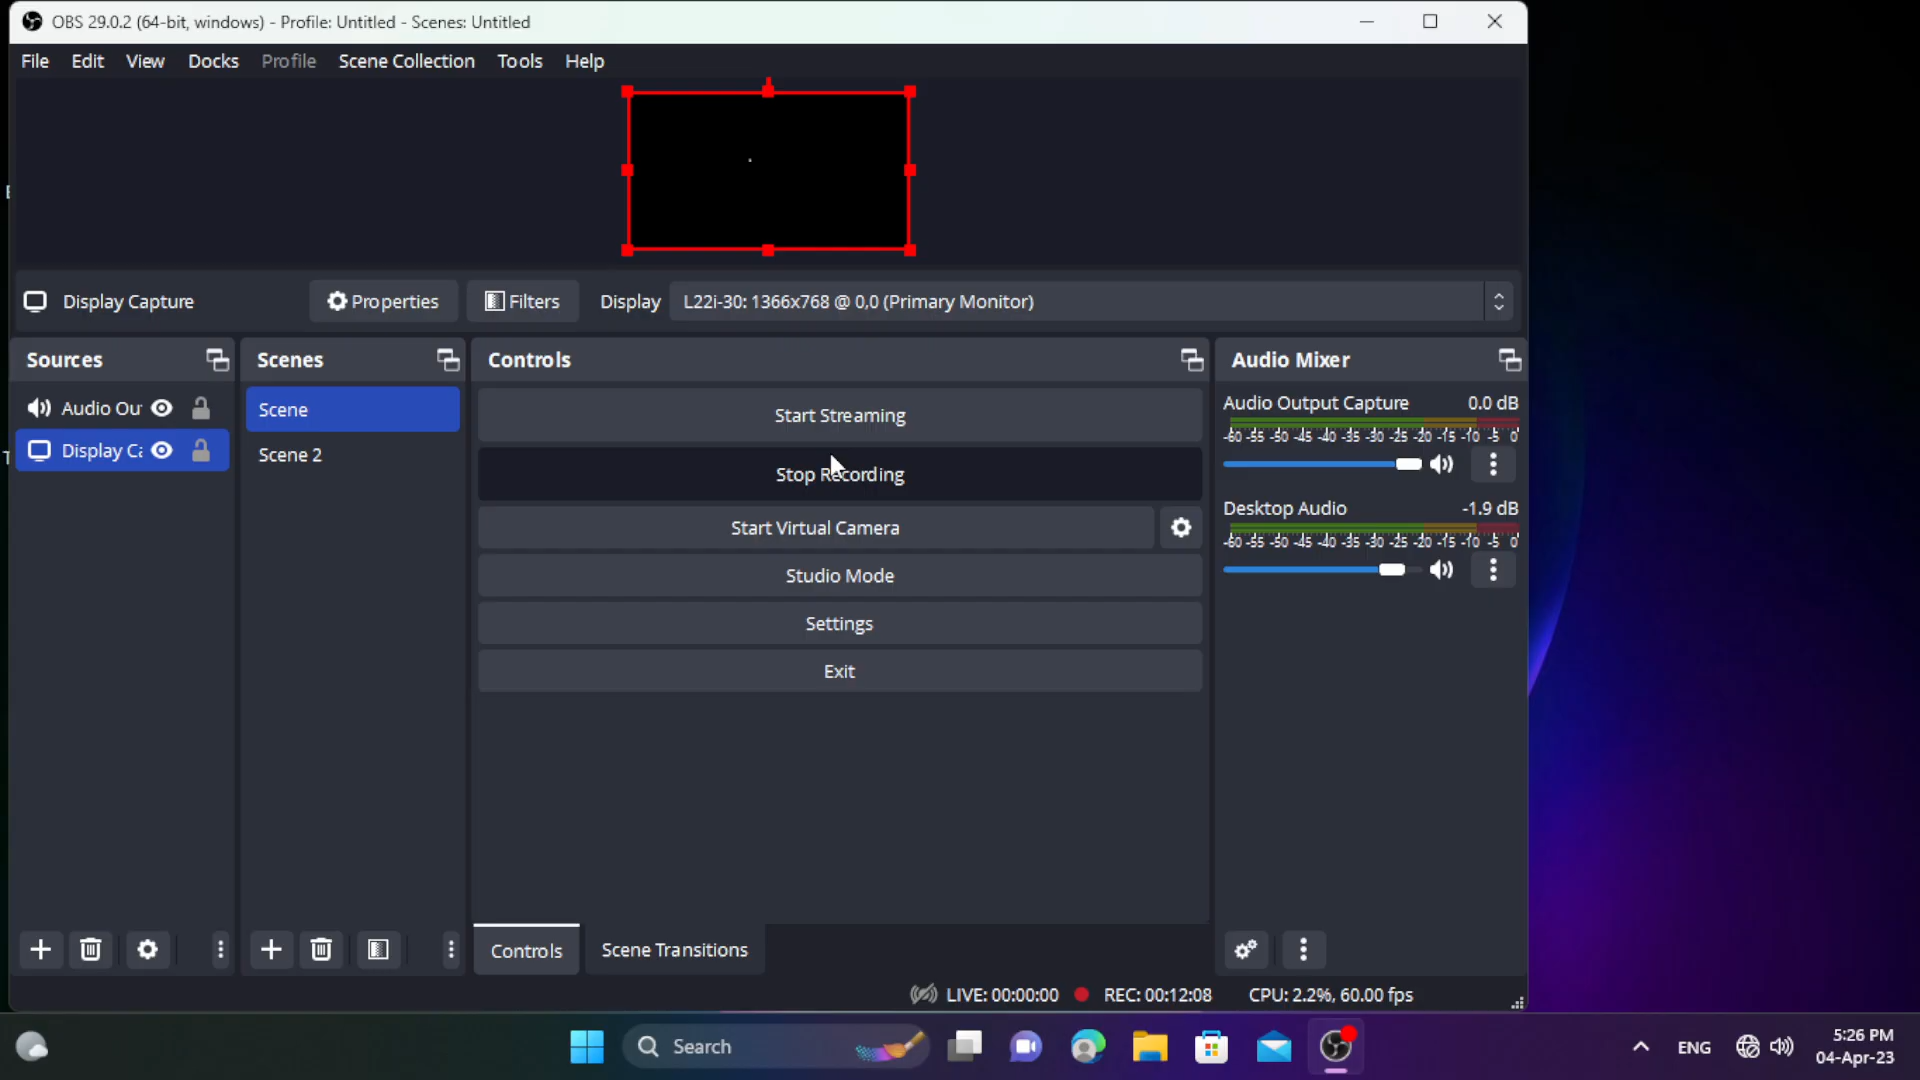 OBS 29.0.2 (64-bit, windows) - Profile: Untitled - Scenes: Untitled
File Edit View Docks Profile Scene Collection Tools Help
Display Capture Properties Filters Display L22i-30: 1366x768 @ 0,0 (Primary Monitor)
Sources Scenes Controls Audio Mixer
Audio Ou
Display Ca
Scene
Scene 2
Start Streaming
Stop Recording
Start Virtual Camera
Studio Mode
Settings
Exit
Audio Output Capture 0.0 dB
-60 -55 -50 -45 -40 -35 -30 -25 -20 -15 -10 -5 0
Desktop Audio -1.9 dB
-60 -55 -50 -45 -40 -35 -30 -25 -20 -15 -10 -5 0
Controls Scene Transitions
LIVE: 00:00:00 REC: 00:12:08 CPU: 2.2%, 60.00 fps
Search ENG 5:26 PM
04-Apr-23